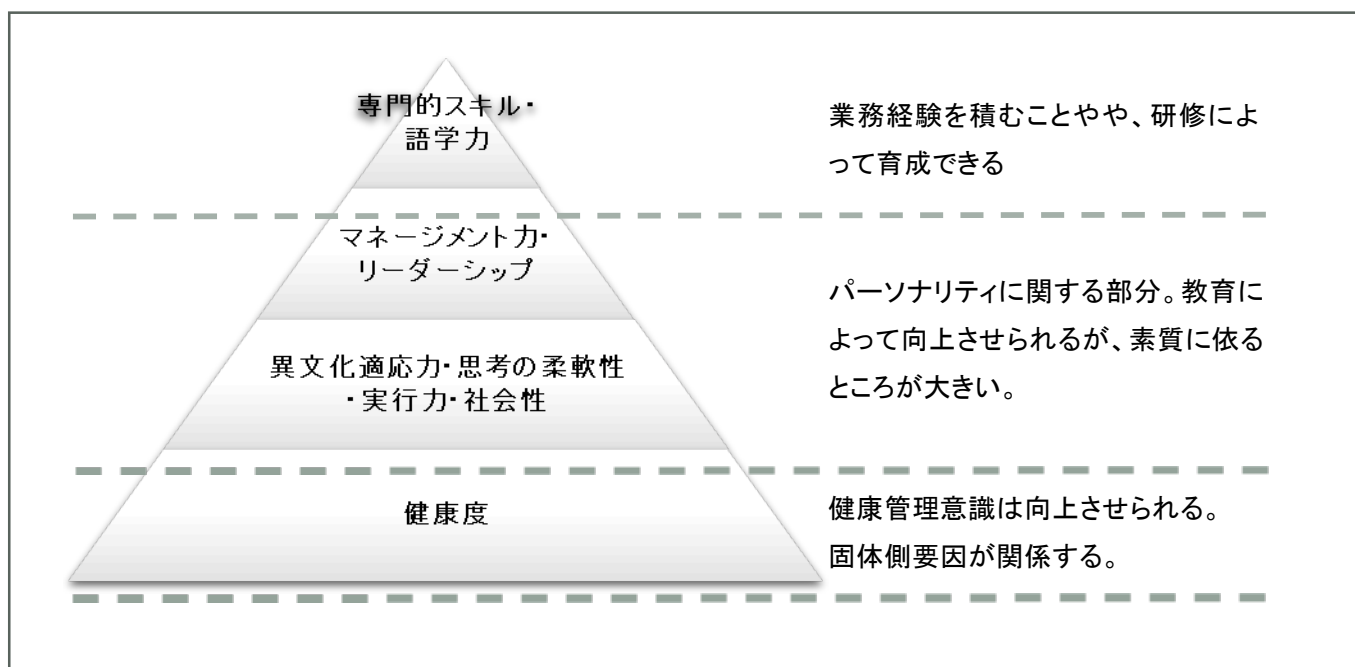 専門的スキル・
語学力
業務経験を積むことやや、研修によ
って育成できる
マネージメント力・
リーダーシップ
パーソナリティに関する部分。教育に
よって向上させられるが、素質に依る
ところが大きい。
異文化適応力・思考の柔軟性
・実行力・社会性
健康度
健康管理意識は向上させられる。
固体側要因が関係する。